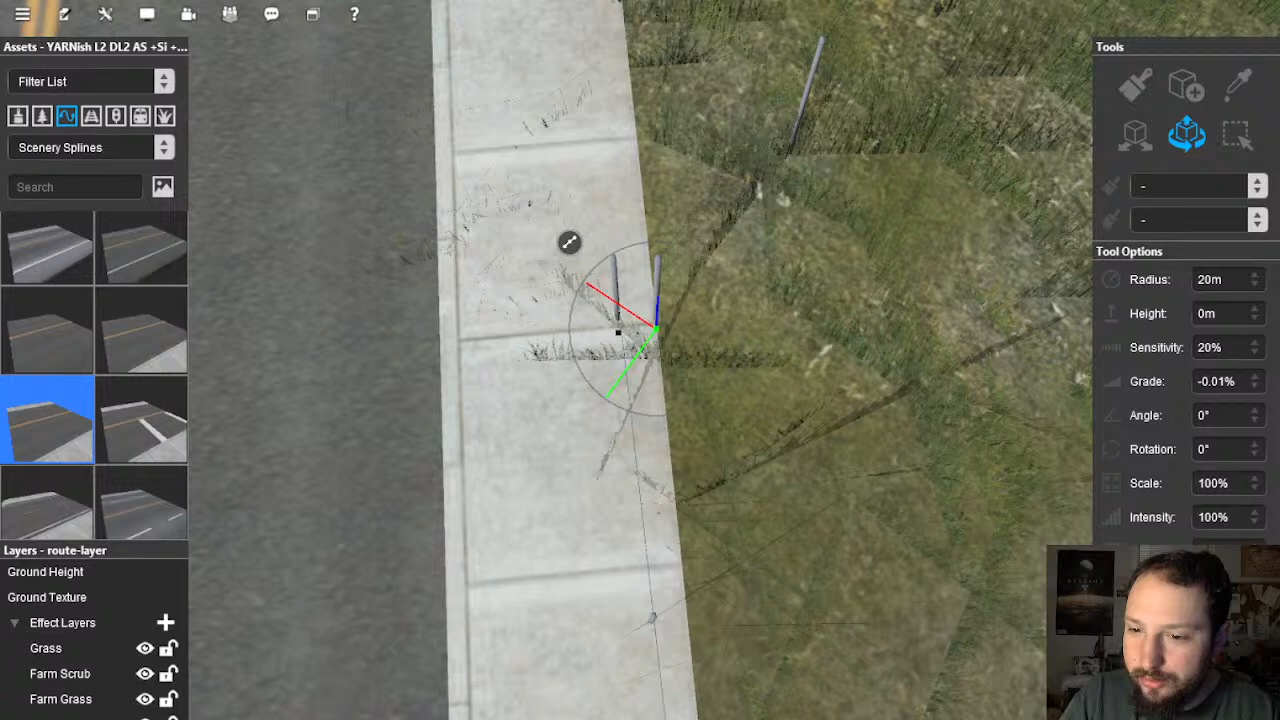 ?
Assets - YARNish L2 DL2 AS +Si +...
Filter List
Scenery Splines
Search
Layers - route-layer
Ground Height
Ground Texture
Effect Layers
Grass
Farm Scrub
Farm Grass
Tools
-
-
Tool Options
Radius: 20m
Height: 0m
Sensitivity: 20%
Grade: -0.01%
Angle: 0°
Rotation: 0°
Scale: 100%
Intensity: 100%